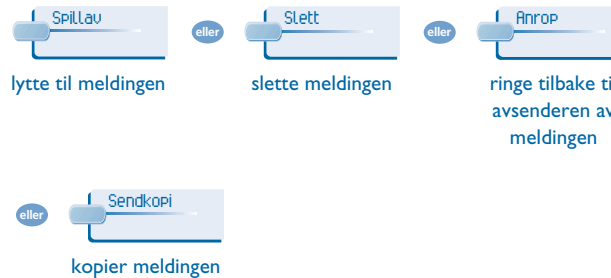 Spillav
eller
Slett
eller
Anrop
lytte til meldingen
slette meldingen
ringe tilbake ti
avsenderen av
meldingen
eller
Sendkopi
kopier meldingen